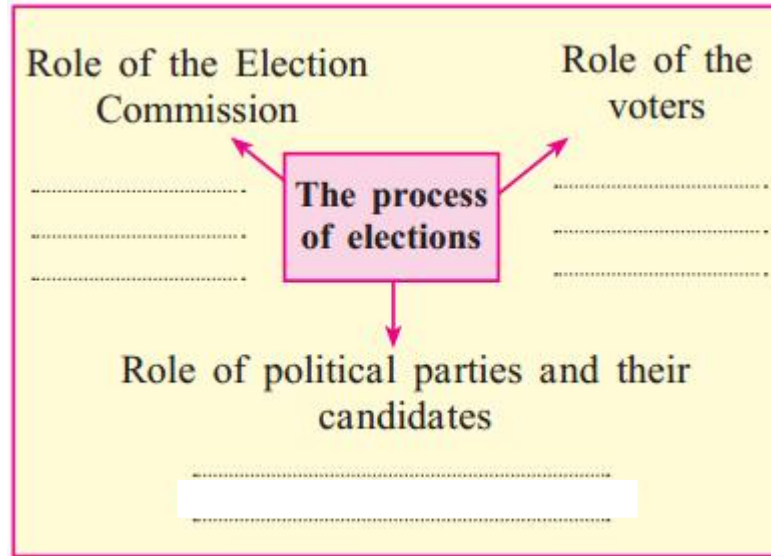 Role of the Election
Commission
Role of the
voters
The process
of elections
Role of political parties and their
candidates